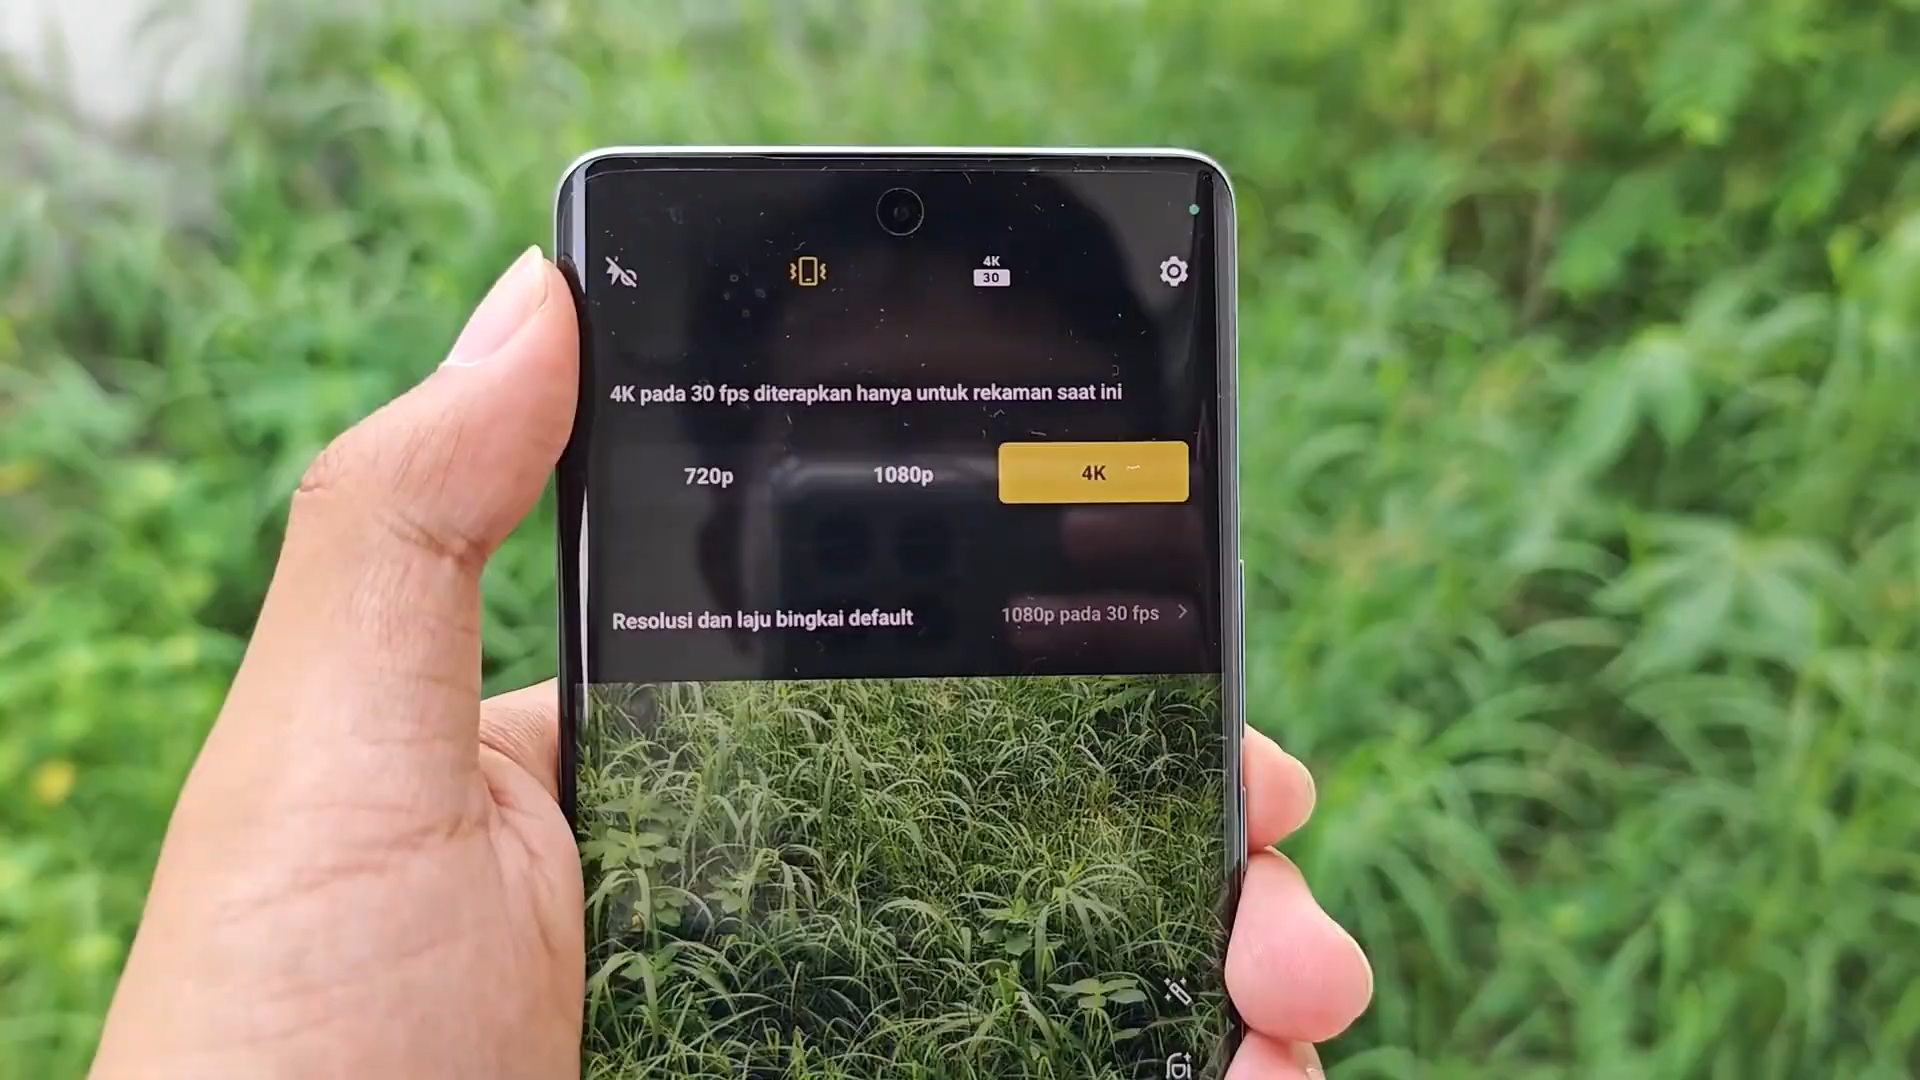 4K
30
4K pada 30 fps diterapkan hanya untuk rekaman saat ini
720p 1080p 4K
Resolusi dan laju bingkai default 1080p pada 30 fps